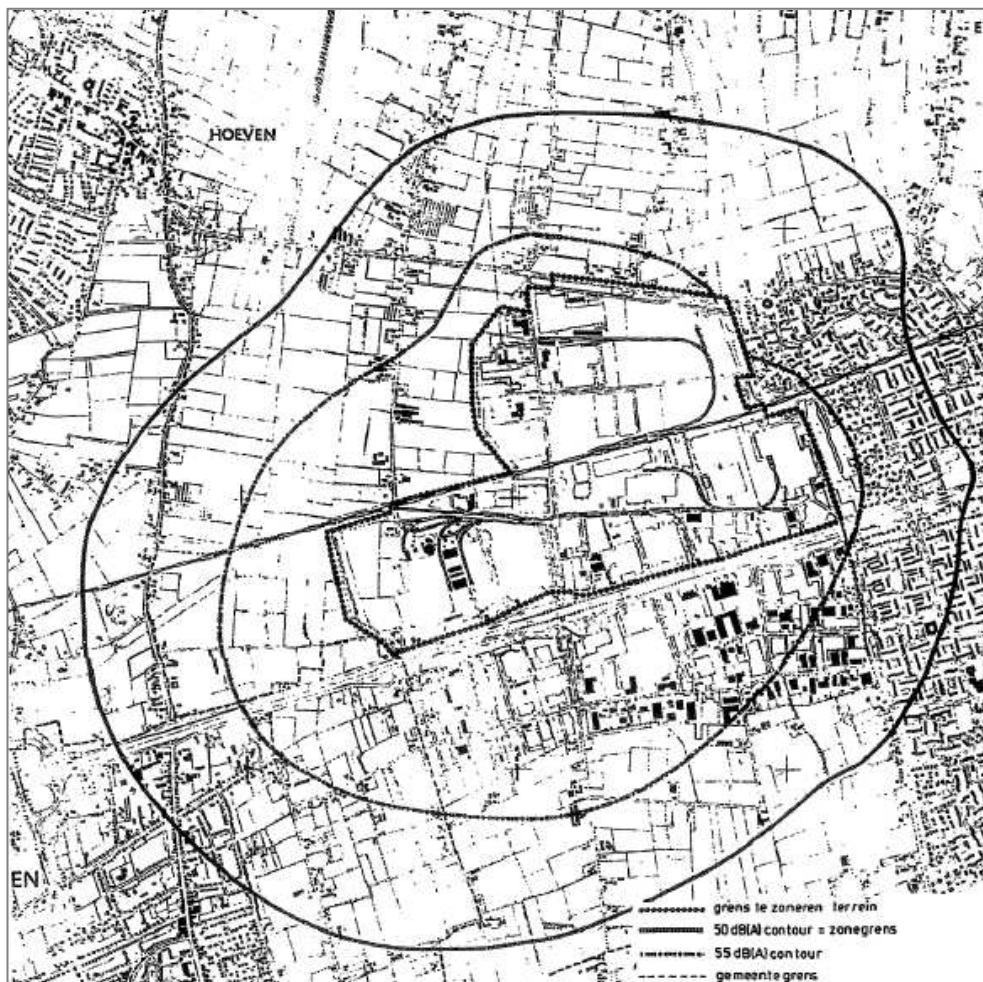 HOEVEN
EN
grens te zoneren terrein
50 dB(A) contour = zonegrens
55 dB(A) contour
gemeente grens